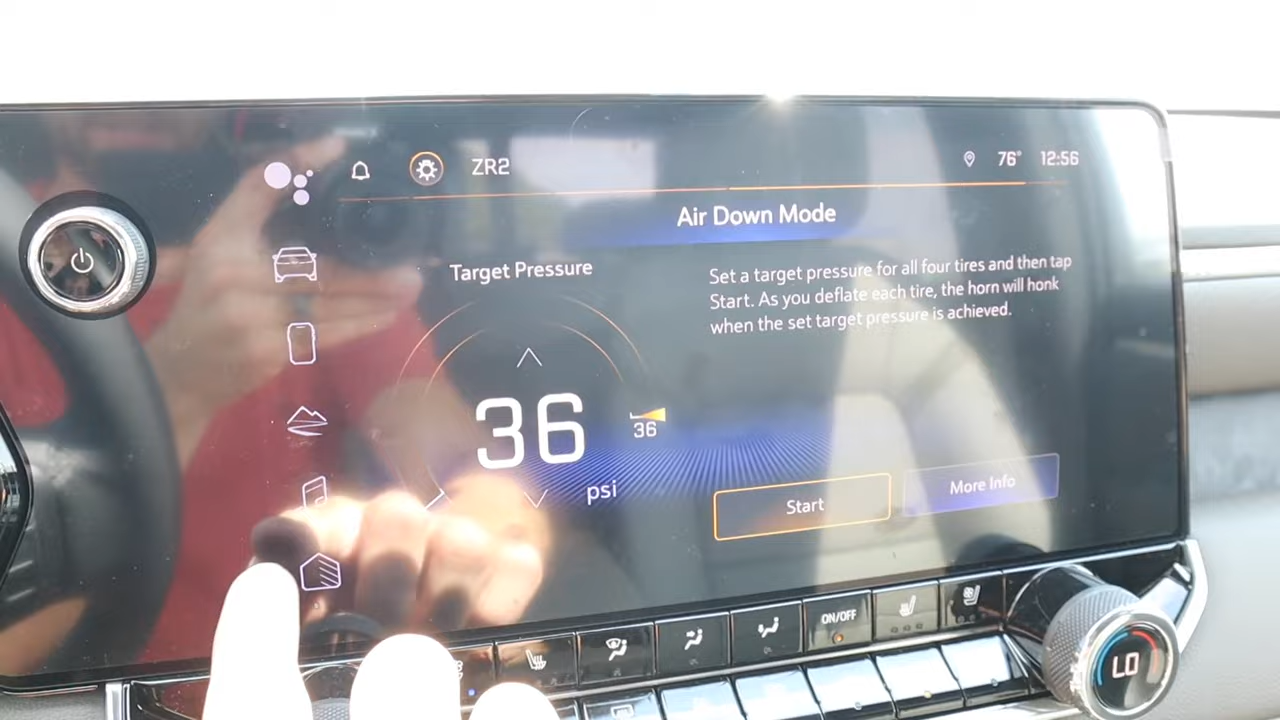 ZR2
76° 12:56
Air Down Mode
Target Pressure
Set a target pressure for all four tires and then tap
Start. As you deflate each tire, the horn will honk
when the set target pressure is achieved.
36
36
psi
Start
More Info
ON/OFF
LO